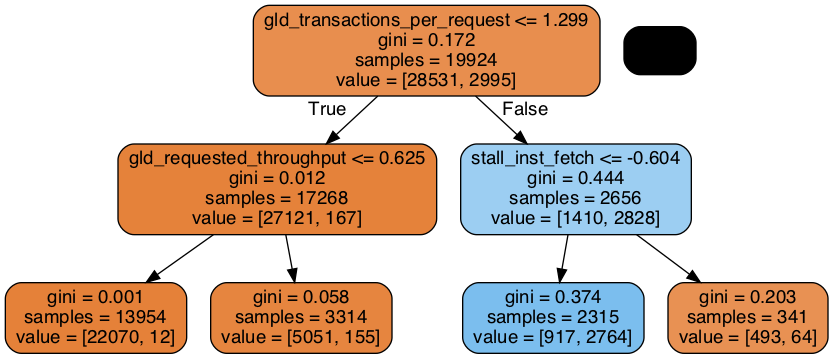 gld_transactions_per_request <= 1.299
gini = 0.172
samples = 19924
value = [28531, 2995]
True
False
gld_requested_throughput <= 0.625
gini = 0.012
samples = 17268
value = [27121, 167]
stall_inst_fetch <= -0.604
gini = 0.444
samples = 2656
value = [1410, 2828]
gini = 0.001
samples = 13954
value = [22070, 12]
gini = 0.058
samples = 3314
value = [5051, 155]
gini = 0.374
samples = 2315
value = [917, 2764]
gini = 0.203
samples = 341
value = [493, 64]